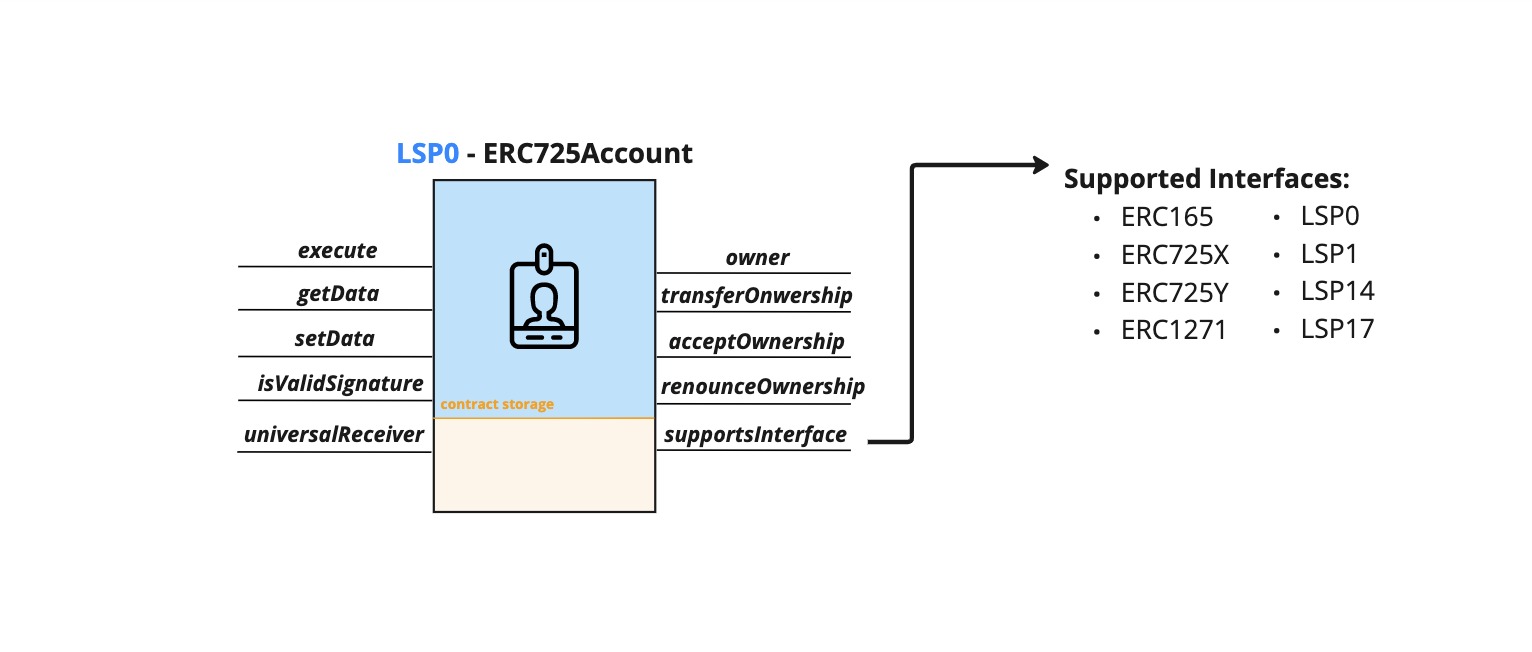 LSP0 - ERC725Account
execute
getData
setData
isValidSignature
universalReceiver
contract storage
owner
transferOnwership
acceptOwnership
renounceOwnership
supportsInterface
Supported Interfaces:
• ERC165
• ERC725X
• ERC725Y
• ERC1271
• LSP0
• LSP1
• LSP14
• LSP17